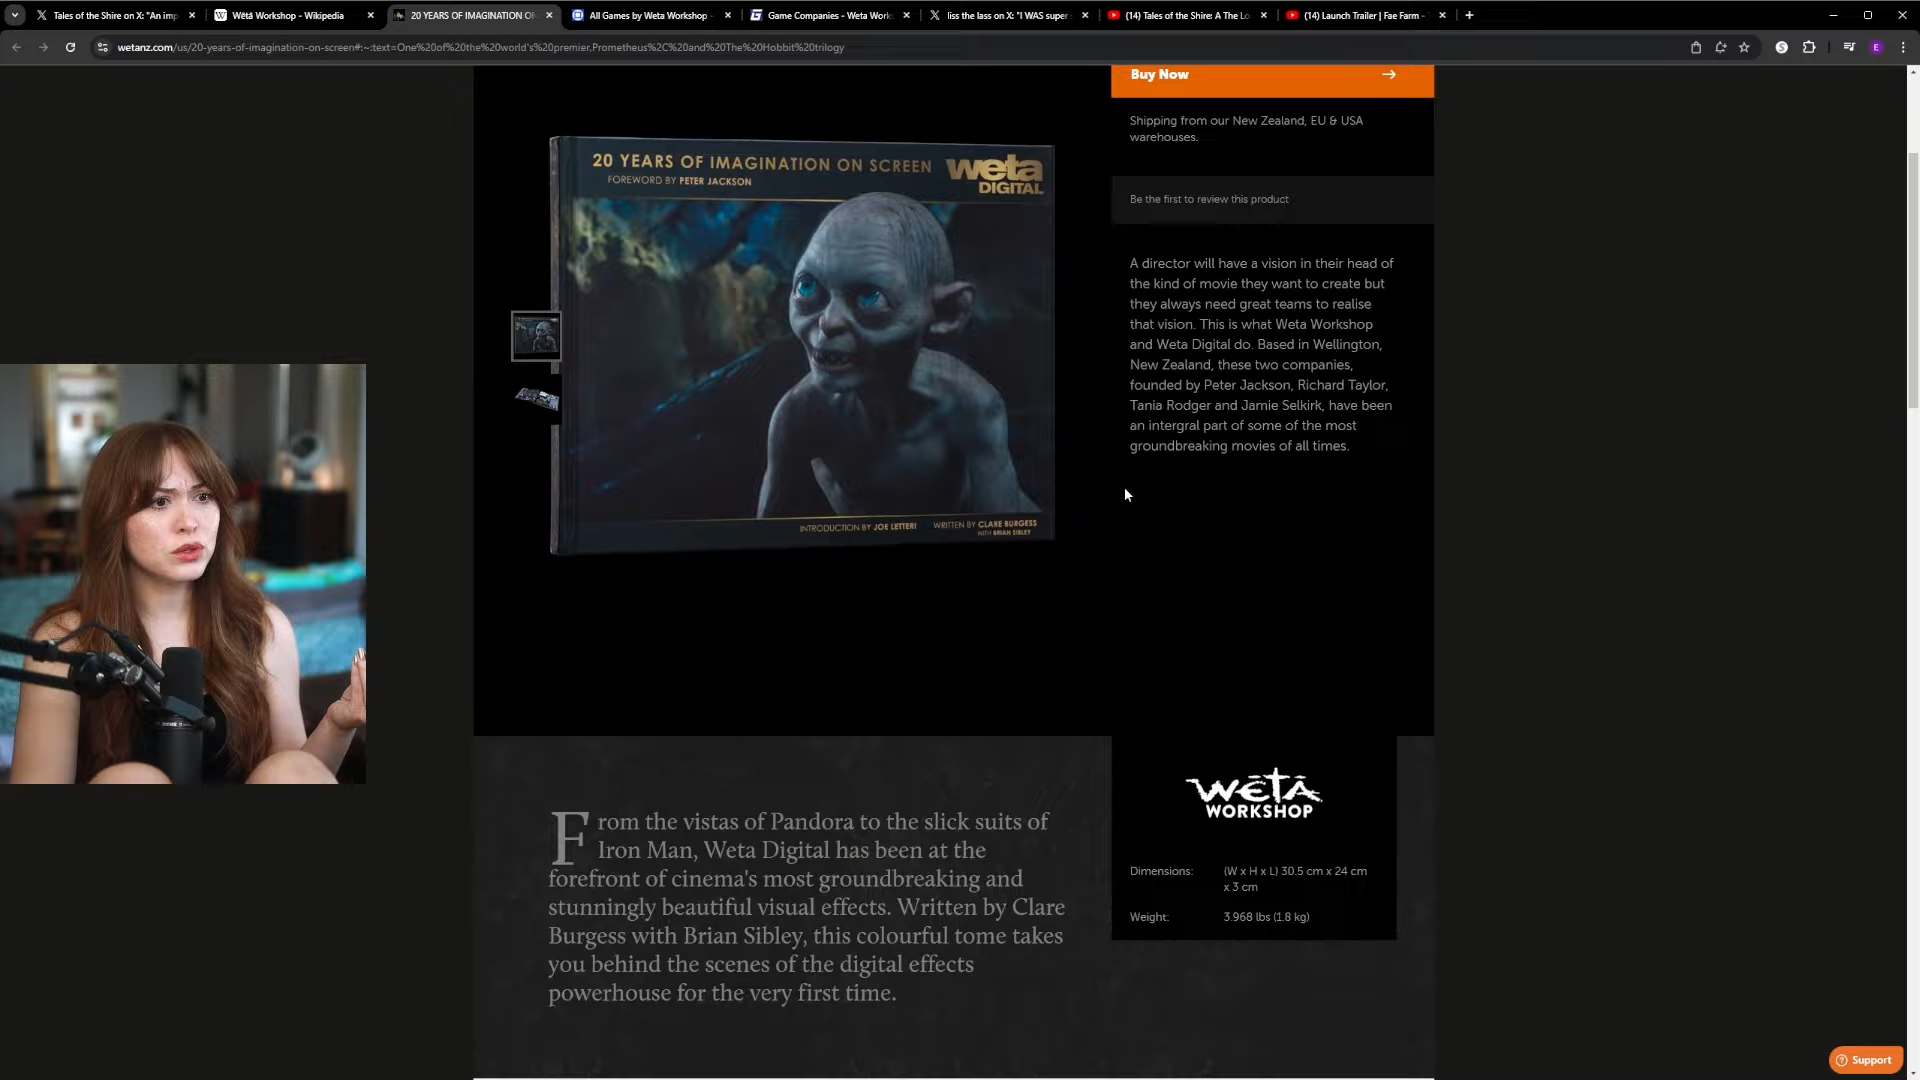 Tales of the Shire on X: "An imp
Wētā Workshop - Wikipedia
20 YEARS OF IMAGINATION ON
All Games by Weta Workshop -
Game Companies - Weta Work
liss the lass on X: "I WAS super
(14) Tales of the Shire: A The Lo
(14) Launch Trailer | Fae Farm -
wetanz.com/us/20-years-of-imagination-on-screen#:~:text=One%20of%20the%20world's%20premier,Prometheus%2C%20and%20The%20Hobbit%20trilogy
Buy Now
Shipping from our New Zealand, EU & USA
warehouses.
Be the first to review this product
20 YEARS OF IMAGINATION ON SCREEN
FOREWORD BY PETER JACKSON
weta
DIGITAL
INTRODUCTION BY JOE LETTERI
WRITTEN BY CLARE BURGESS
WITH BRIAN SIBLEY
A director will have a vision in their head of
the kind of movie they want to create but
they always need great teams to realise
that vision. This is what Weta Workshop
and Weta Digital do. Based in Wellington,
New Zealand, these two companies,
founded by Peter Jackson, Richard Taylor,
Tania Rodger and Jamie Selkirk, have been
an intergral part of some of the most
groundbreaking movies of all times.
From the vistas of Pandora to the slick suits of
Iron Man, Weta Digital has been at the
forefront of cinema's most groundbreaking and
stunningly beautiful visual effects. Written by Clare
Burgess with Brian Sibley, this colourful tome takes
you behind the scenes of the digital effects
powerhouse for the very first time.
WētĀ
WORKSHOP
Dimensions: (W x H x L) 30.5 cm x 24 cm
x 3 cm
Weight: 3.968 lbs (1.8 kg)
Support